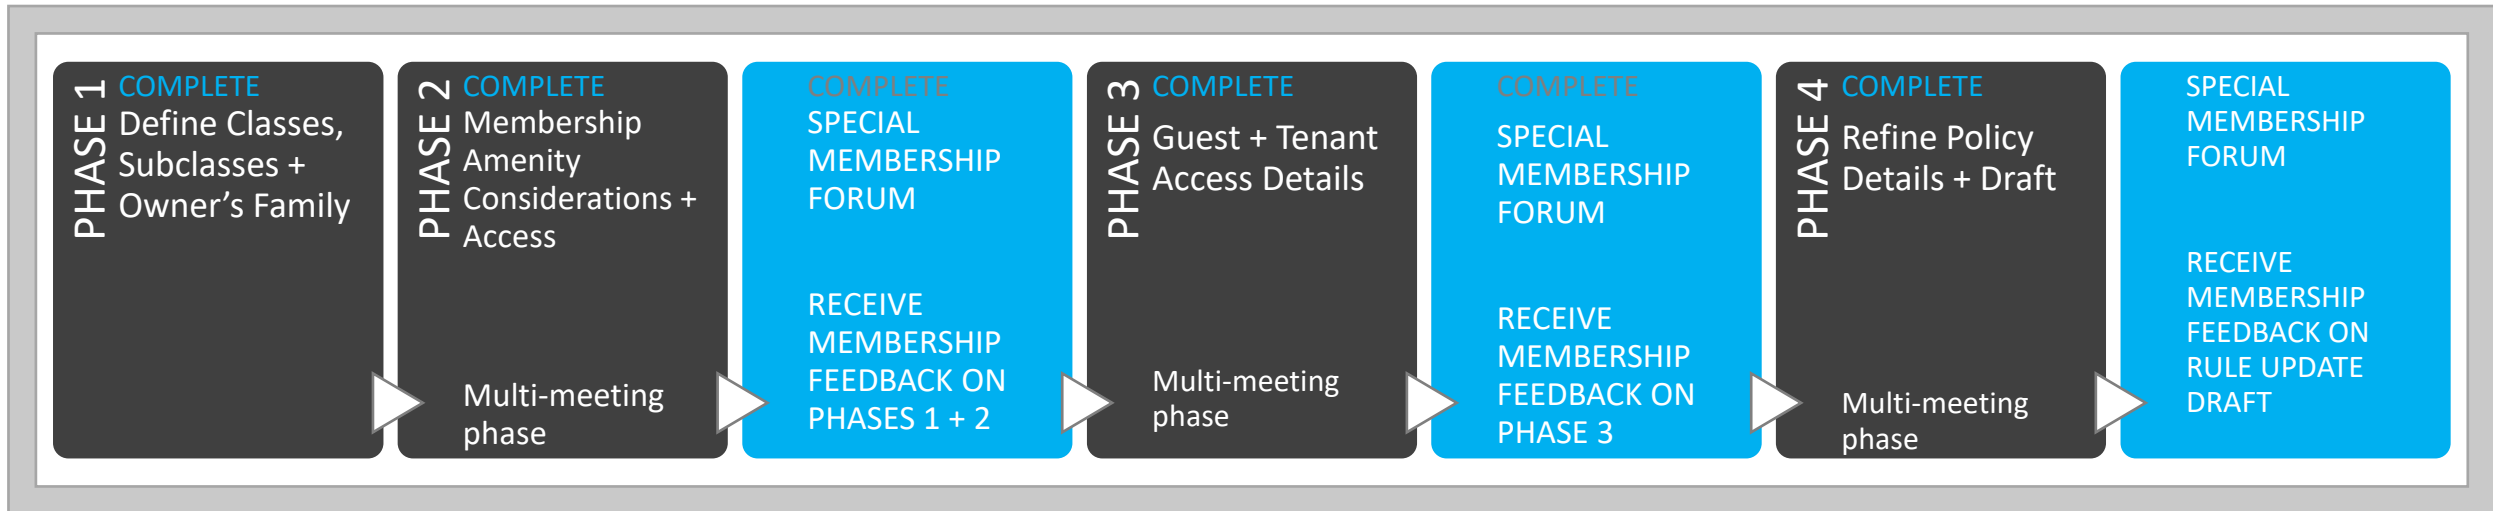 PHASE 1
COMPLETE
Define Classes,
Subclasses +
Owner’s Family
PHASE 2
COMPLETE
Membership
Amenity
Considerations +
Access
Multi-meeting
phase
COMPLETE
SPECIAL
MEMBERSHIP
FORUM
RECEIVE
MEMBERSHIP
FEEDBACK ON
PHASES 1 + 2
PHASE 3
COMPLETE
Guest + Tenant
Access Details
Multi-meeting
phase
COMPLETE
SPECIAL
MEMBERSHIP
FORUM
RECEIVE
MEMBERSHIP
FEEDBACK ON
PHASE 3
PHASE 4
COMPLETE
Refine Policy
Details + Draft
Multi-meeting
phase
SPECIAL
MEMBERSHIP
FORUM
RECEIVE
MEMBERSHIP
FEEDBACK ON
RULE UPDATE
DRAFT